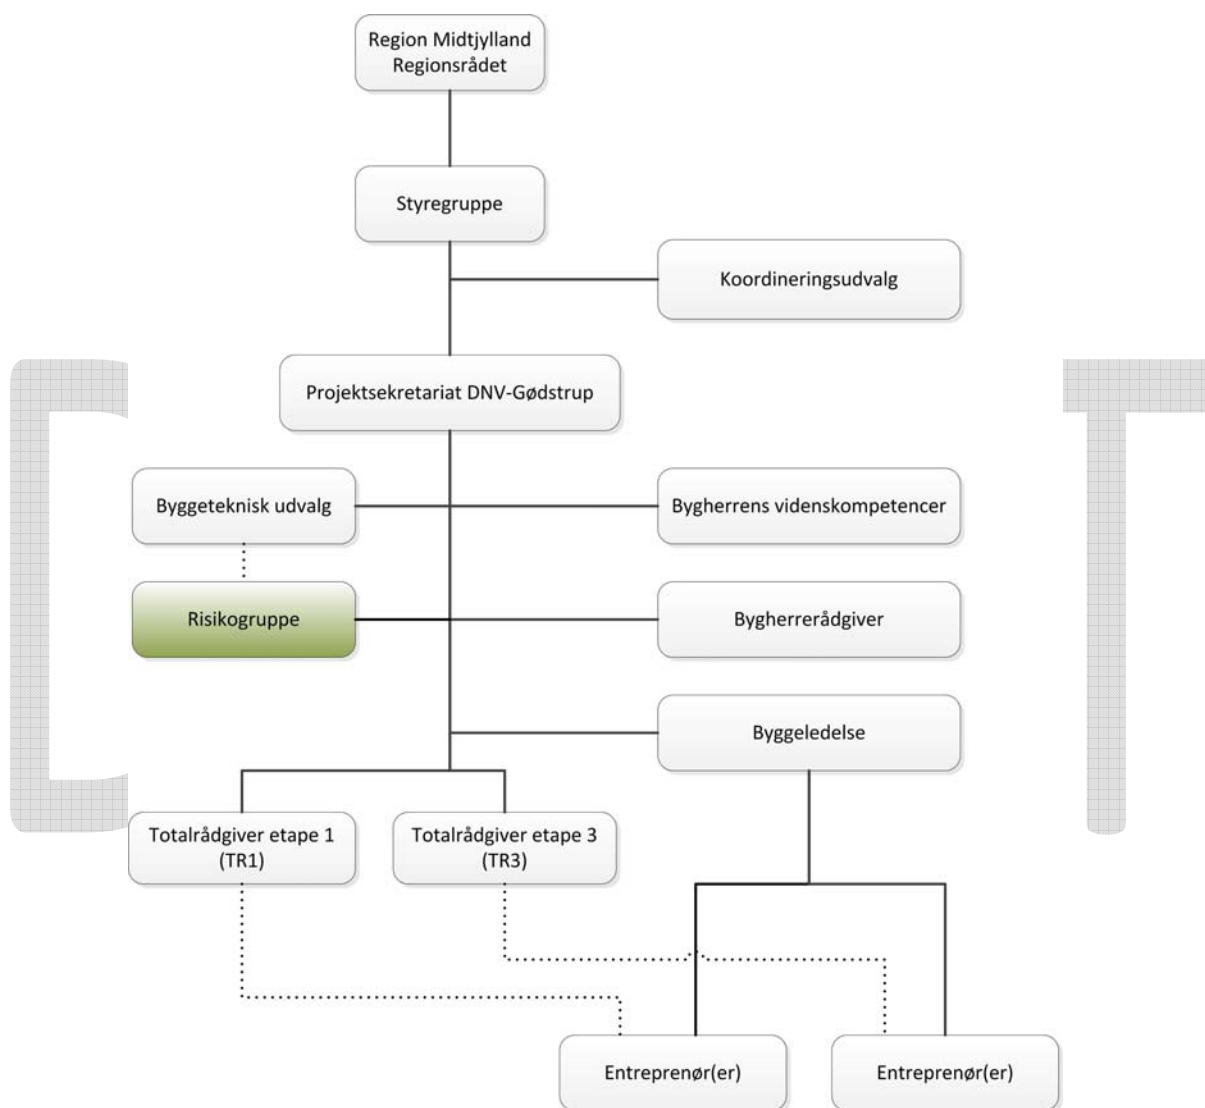 Region Midtjylland
Regionsrådet
Styregruppe
Koordineringsudvalg
Projektsekretariat DNV-Gødstrup
Byggeteknisk udvalg
Bygherrens videnskompetencer
Risikogruppe
Bygherrerådgiver
Byggeledelse
Totalrådgiver etape 1
(TR1)
Totalrådgiver etape 3
(TR3)
Entreprenør(er)
Entreprenør(er)